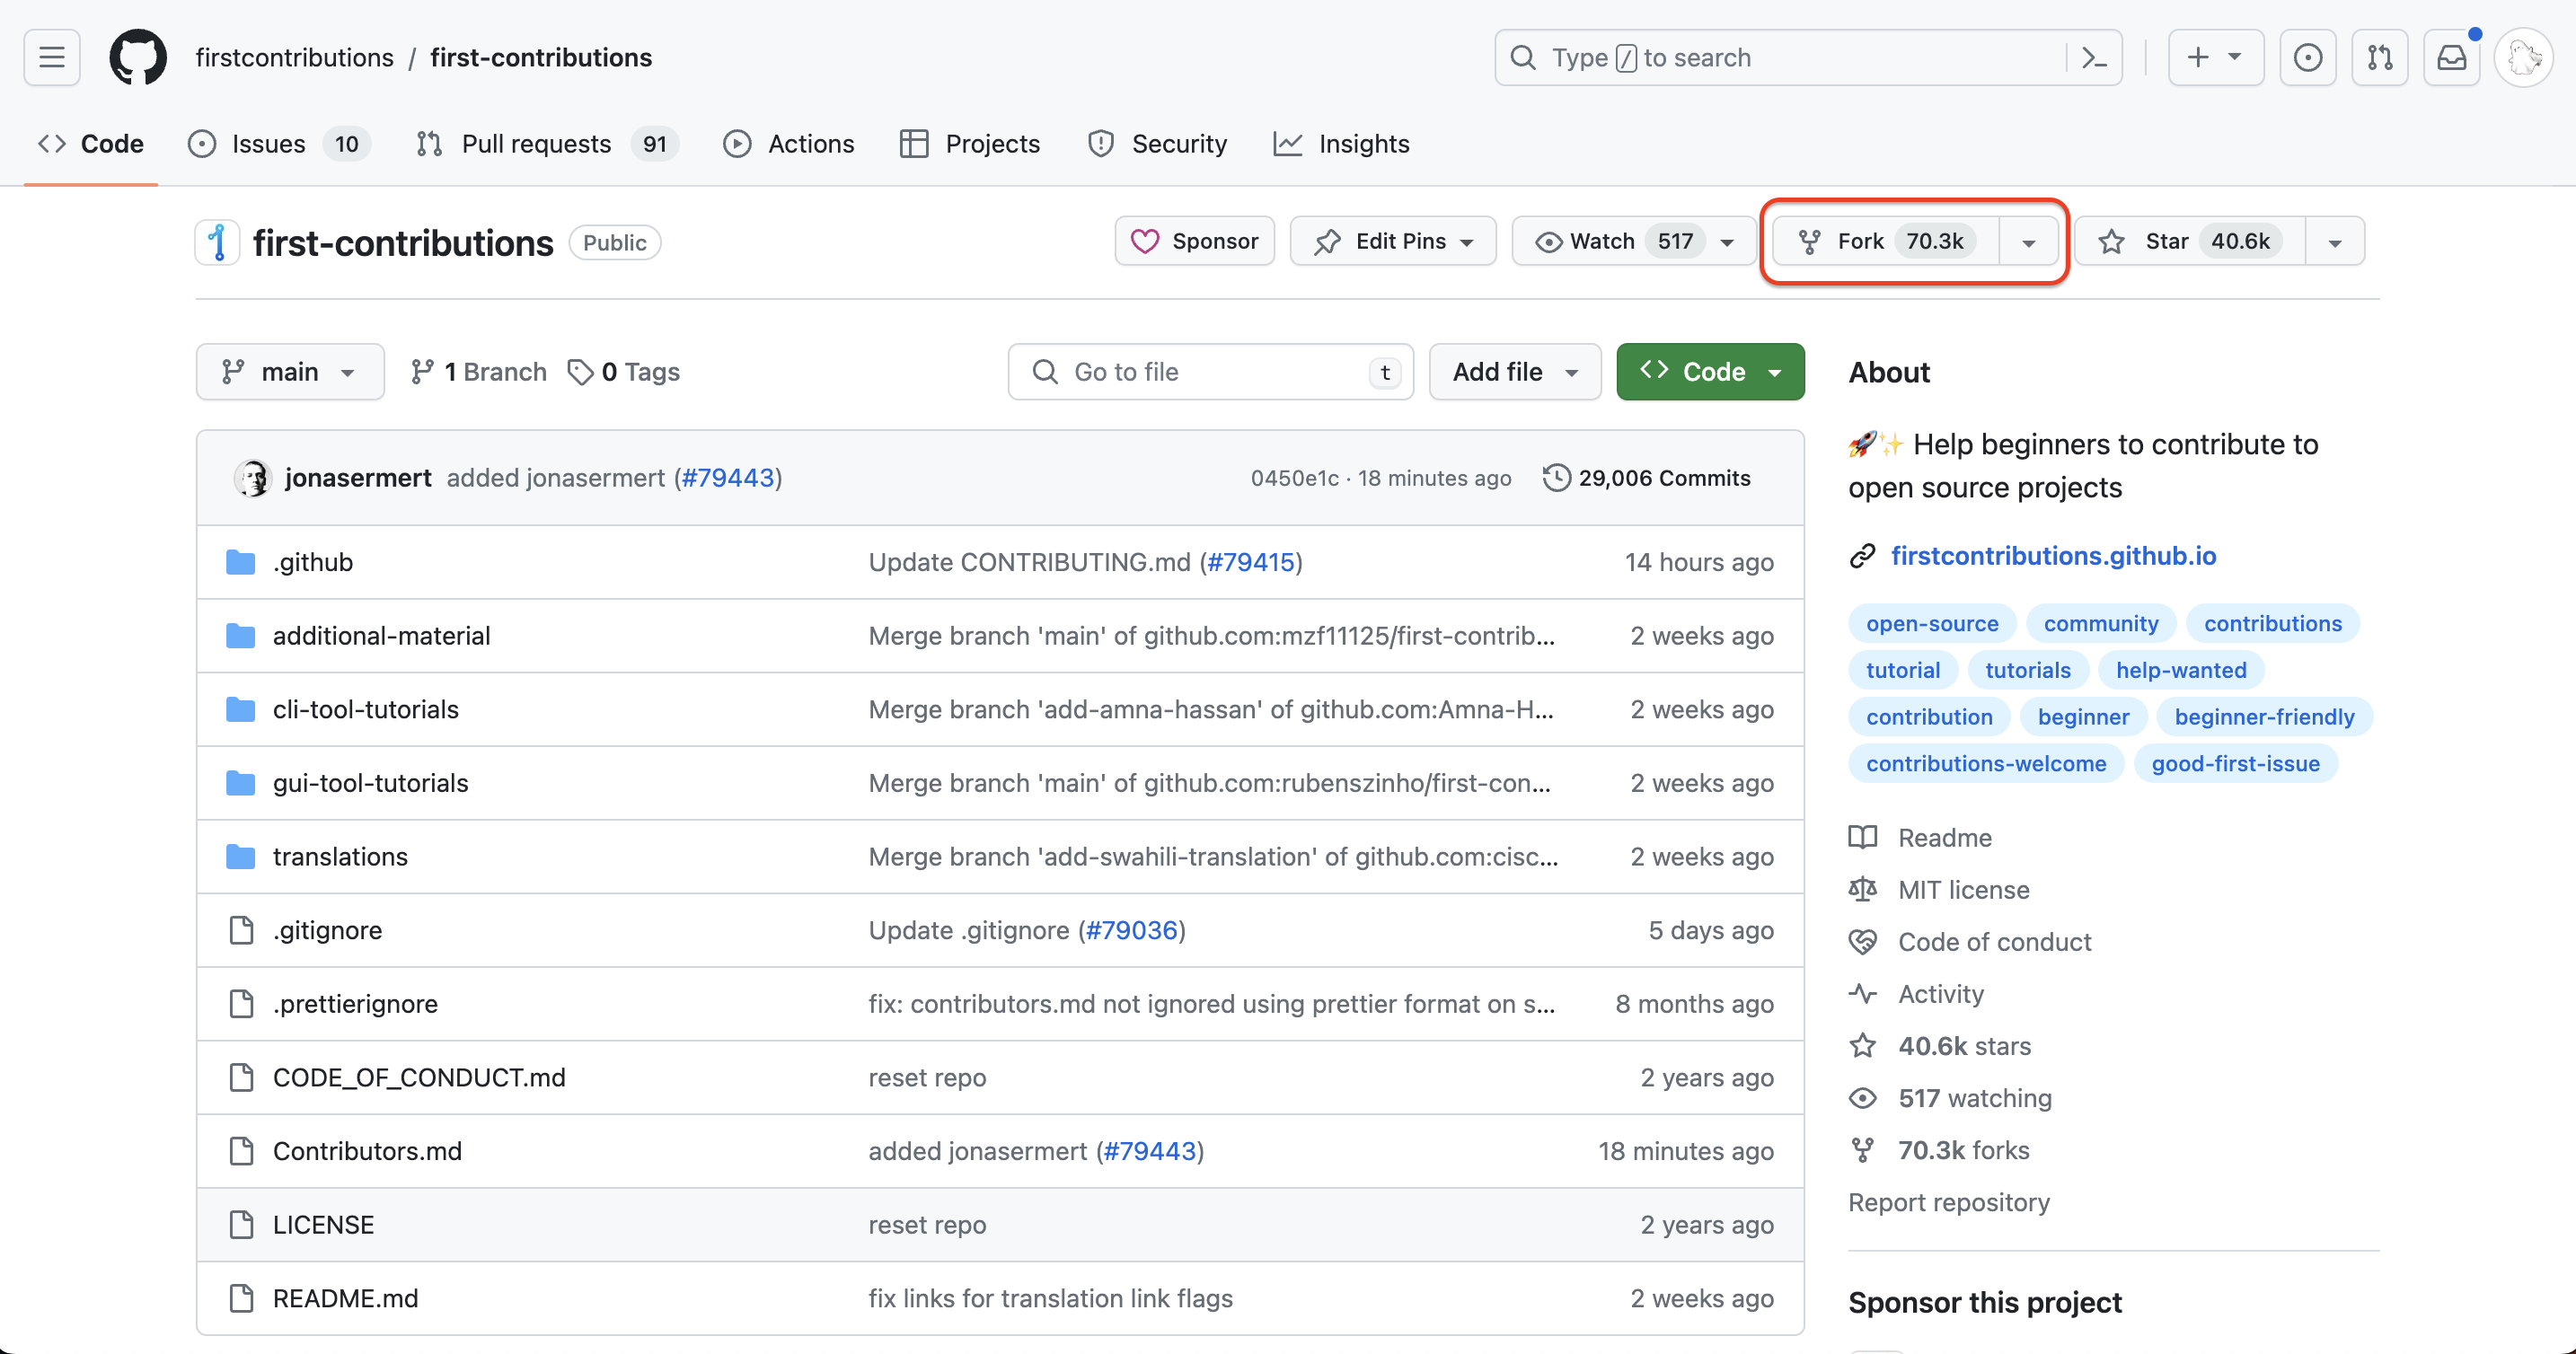 firstcontributions / first-contributions
Type / to search
Code Issues 10 Pull requests 91 Actions Projects Security Insights
first-contributions Public Sponsor Edit Pins Watch 517 Fork 70.3k Star 40.6k
main 1 Branch 0 Tags Go to file t Add file Code
jonasermert added jonasermert (#79443) 0450e1c · 18 minutes ago 29,006 Commits
.github Update CONTRIBUTING.md (#79415) 14 hours ago
additional-material Merge branch 'main' of github.com:mzf11125/first-contrib... 2 weeks ago
cli-tool-tutorials Merge branch 'add-amna-hassan' of github.com:Amna-H... 2 weeks ago
gui-tool-tutorials Merge branch 'main' of github.com:rubenszinho/first-con... 2 weeks ago
translations Merge branch 'add-swahili-translation' of github.com:cisc... 2 weeks ago
.gitignore Update .gitignore (#79036) 5 days ago
.prettierignore fix: contributors.md not ignored using prettier format on s... 8 months ago
CODE_OF_CONDUCT.md reset repo 2 years ago
Contributors.md added jonasermert (#79443) 18 minutes ago
LICENSE reset repo 2 years ago
README.md fix links for translation link flags 2 weeks ago
About
🚀✨ Help beginners to contribute to
open source projects
firstcontributions.github.io
open-source community contributions
tutorial tutorials help-wanted
contribution beginner beginner-friendly
contributions-welcome good-first-issue
Readme
MIT license
Code of conduct
Activity
40.6k stars
517 watching
70.3k forks
Report repository
Sponsor this project